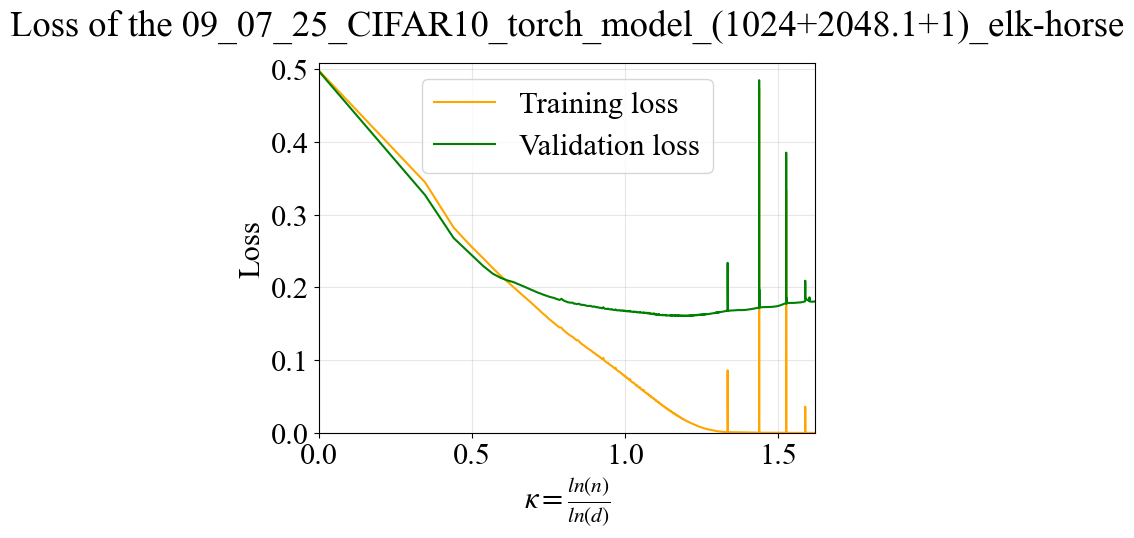 Loss of the 09_07_25_CIFAR10_torch_model_(1024+2048.1+1)_elk-horse
0.5
0.4
0.3
0.2
0.1
0.0
Loss
Training loss
Validation loss
0.0 0.5 1.0 1.5
κ = ln(n)/ln(d)